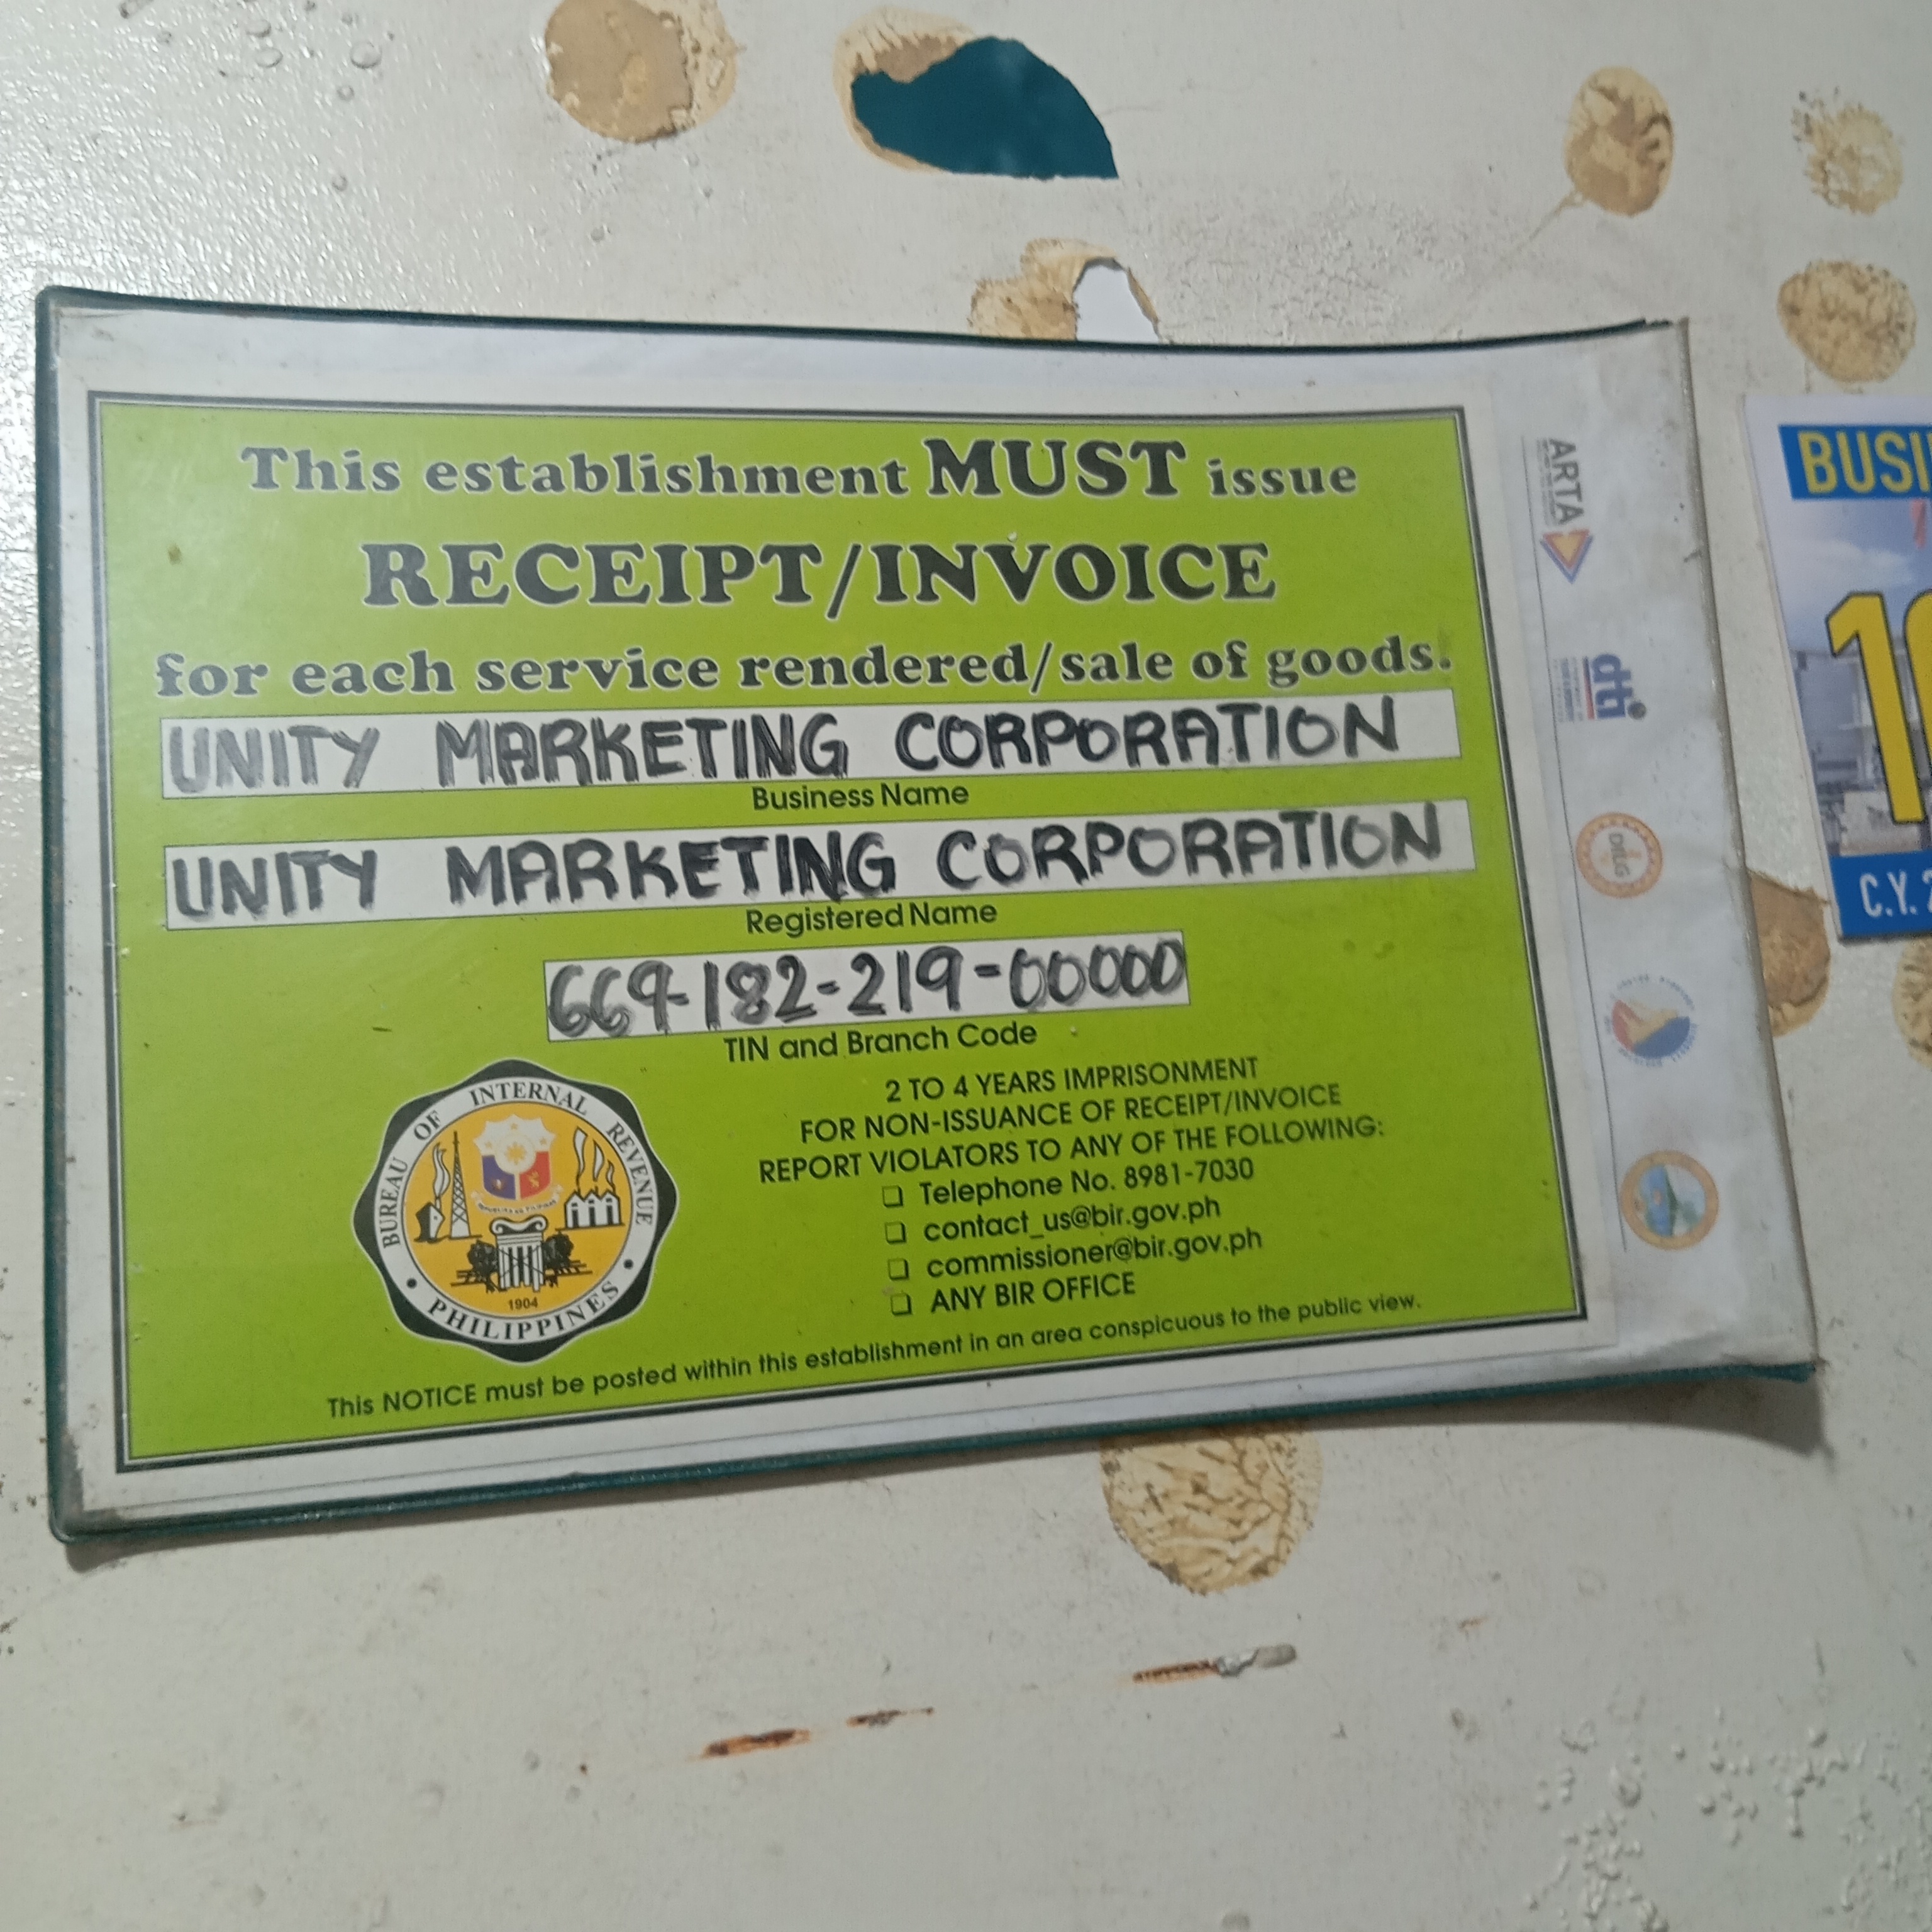 This establishment MUST issue
RECEIPT/INVOICE
for each service rendered/sale of goods.
UNITY MARKETING CORPORATION
Business Name
UNITY MARKETING CORPORATION
Registered Name
669-182-219-00000
TIN and Branch Code
BUREAU OF INTERNAL REVENUE
PHILIPPINES
1904
2 TO 4 YEARS IMPRISONMENT
FOR NON-ISSUANCE OF RECEIPT/INVOICE
REPORT VIOLATORS TO ANY OF THE FOLLOWING:
❑ Telephone No. 8981-7030
❑ contact_us@bir.gov.ph
❑ commissioner@bir.gov.ph
❑ ANY BIR OFFICE
This NOTICE must be posted within this establishment in an area conspicuous to the public view.
ARTA
dti
DILG
BUSI
C.Y. 2